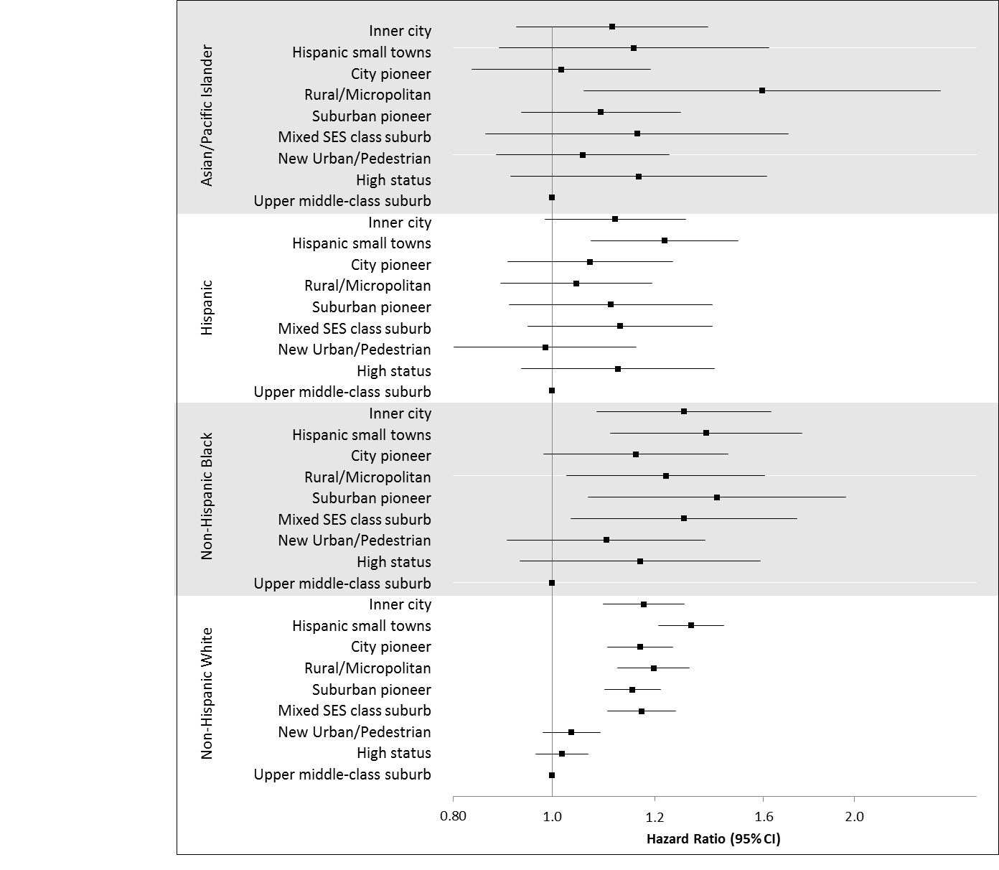 Asian/Pacific Islander
Inner city
Hispanic small towns
City pioneer
Rural/Micropolitan
Suburban pioneer
Mixed SES class suburb
New Urban/Pedestrian
High status
Upper middle-class suburb
Hispanic
Inner city
Hispanic small towns
City pioneer
Rural/Micropolitan
Suburban pioneer
Mixed SES class suburb
New Urban/Pedestrian
High status
Upper middle-class suburb
Non-Hispanic Black
Inner city
Hispanic small towns
City pioneer
Rural/Micropolitan
Suburban pioneer
Mixed SES class suburb
New Urban/Pedestrian
High status
Upper middle-class suburb
Non-Hispanic White
Inner city
Hispanic small towns
City pioneer
Rural/Micropolitan
Suburban pioneer
Mixed SES class suburb
New Urban/Pedestrian
High status
Upper middle-class suburb
0.80 1.0 1.2 1.6 2.0
Hazard Ratio (95% CI)